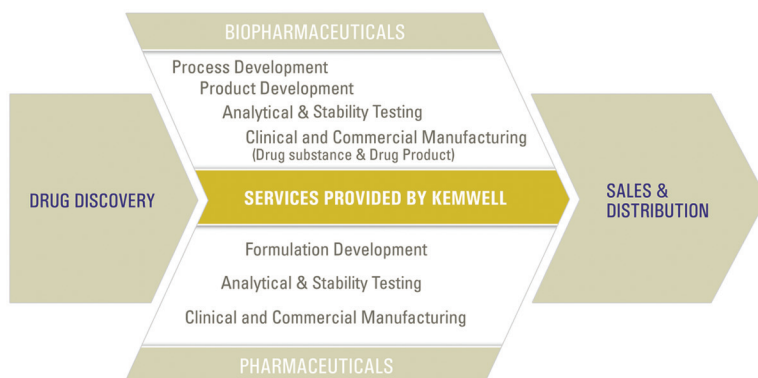 BIOPHARMACEUTICALS
Process Development
Product Development
Analytical & Stability Testing
Clinical and Commercial Manufacturing
(Drug substance & Drug Product)
DRUG DISCOVERY
SERVICES PROVIDED BY KEMWELL
SALES &
DISTRIBUTION
Formulation Development
Analytical & Stability Testing
Clinical and Commercial Manufacturing
PHARMACEUTICALS